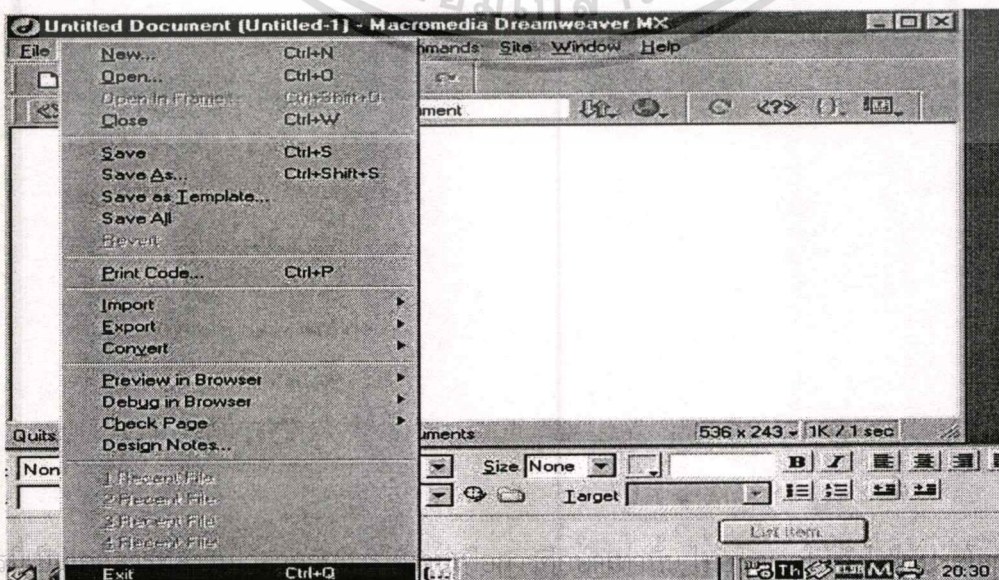 Untitled Document (Untitled-1) - Macromedia Dreamweaver MX
File mmands Site Window Help
New... Ctrl+N
Open... Ctrl+O
Open in Frame... Ctrl+Shift+O
Close Ctrl+W
ment
Save Ctrl+S
Save As... Ctrl+Shift+S
Save as Template...
Save All
Revert
Print Code... Ctrl+P
Import
Export
Convert
Preview in Browser
Debug in Browser
Check Page
Design Notes...
Quits uments 536 x 243 1K / 1 sec
Non Size None B I
1 Recent File
2 Recent File
3 Recent File
4 Recent File
Target
List Item...
Exit Ctrl+Q
Th M 20:30